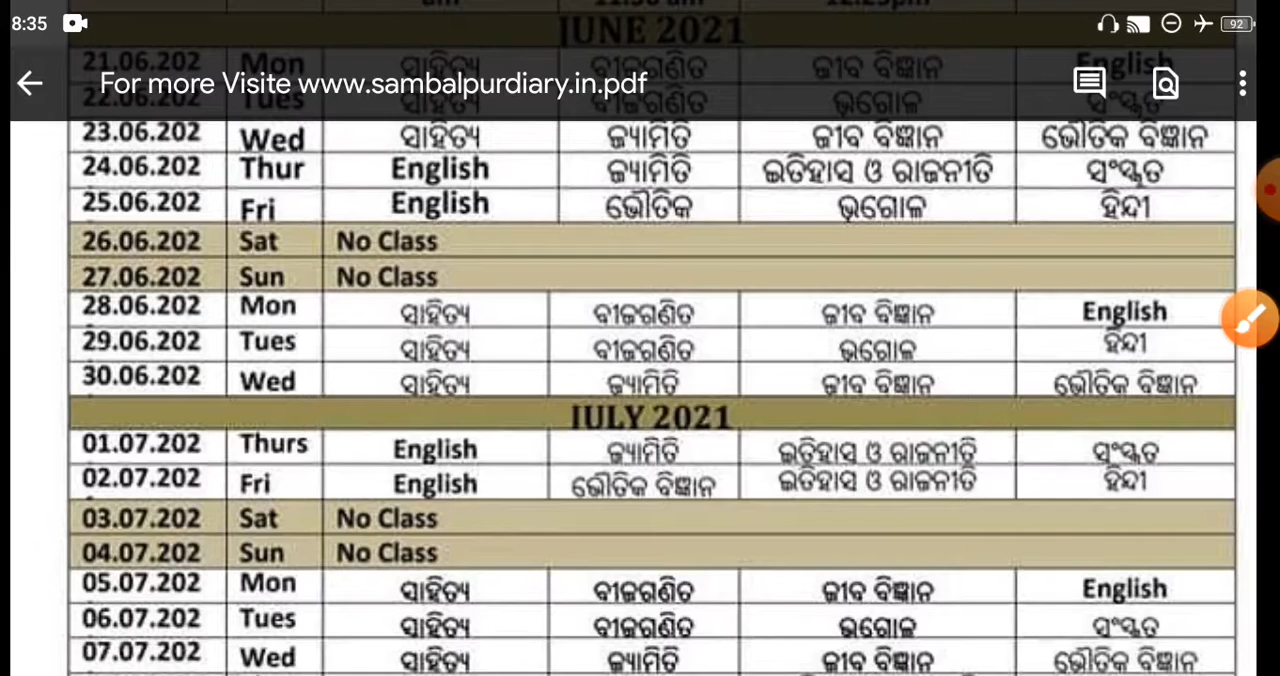 8:35
92
JUNE 2021
For more Visite www.sambalpurdiary.in.pdf
21.06.202 Mon ସାହିତ୍ୟ ବୀଜଗଣିତ ଜୀବ ବିଜ୍ଞାନ English
22.06.202 Tues ସାହିତ୍ୟ ବୀଜଗଣିତ ଭୂଗୋଳ ସଂସ୍କୃତ
23.06.202 Wed ସାହିତ୍ୟ ଜ୍ୟାମିତି ଜୀବ ବିଜ୍ଞାନ ଭୌତିକ ବିଜ୍ଞାନ
24.06.202 Thur English ଜ୍ୟାମିତି ଇତିହାସ ଓ ରାଜନୀତି ସଂସ୍କୃତ
25.06.202 Fri English ଭୌତିକ ଭୂଗୋଳ ହିନ୍ଦୀ
26.06.202 Sat No Class
27.06.202 Sun No Class
28.06.202 Mon ସାହିତ୍ୟ ବୀଜଗଣିତ ଜୀବ ବିଜ୍ଞାନ English
29.06.202 Tues ସାହିତ୍ୟ ବୀଜଗଣିତ ଭୂଗୋଳ ହିନ୍ଦୀ
30.06.202 Wed ସାହିତ୍ୟ ଜ୍ୟାମିତି ଜୀବ ବିଜ୍ଞାନ ଭୌତିକ ବିଜ୍ଞାନ
JULY 2021
01.07.202 Thurs English ଜ୍ୟାମିତି ଇତିହାସ ଓ ରାଜନୀତି ସଂସ୍କୃତ
02.07.202 Fri English ଭୌତିକ ବିଜ୍ଞାନ ଇତିହାସ ଓ ରାଜନୀତି ହିନ୍ଦୀ
03.07.202 Sat No Class
04.07.202 Sun No Class
05.07.202 Mon ସାହିତ୍ୟ ବୀଜଗଣିତ ଜୀବ ବିଜ୍ଞାନ English
06.07.202 Tues ସାହିତ୍ୟ ବୀଜଗଣିତ ଭୂଗୋଳ ସଂସ୍କୃତ
07.07.202 Wed ସାହିତ୍ୟ ଜ୍ୟାମିତି ଜୀବ ବିଜ୍ଞାନ ଭୌତିକ ବିଜ୍ଞାନ